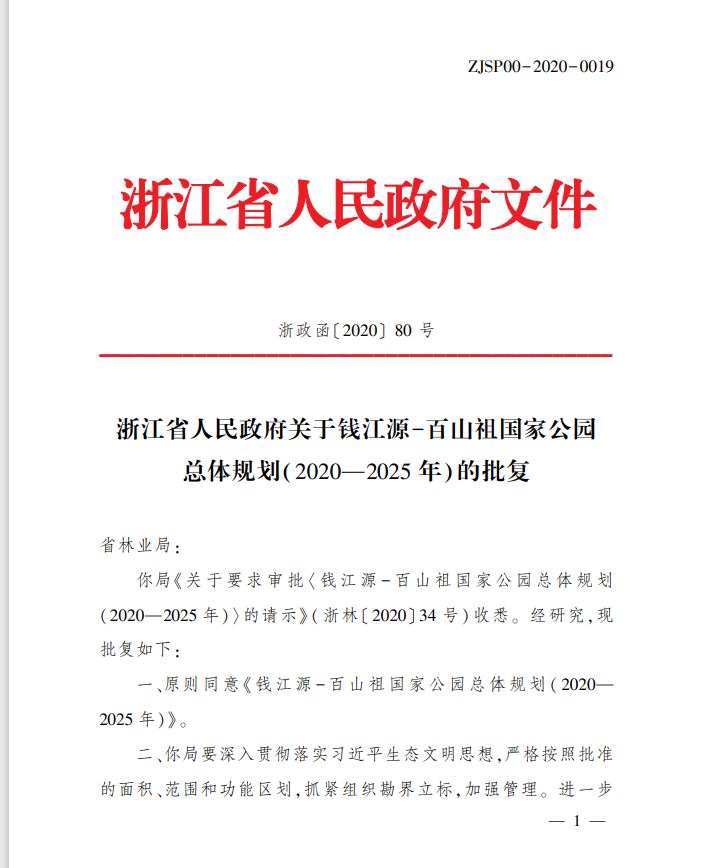 ZJSP00-2020-0019
浙江省人民政府文件
浙政函〔2020〕80 号
浙江省人民政府关于钱江源-百山祖国家公园
总体规划(2020—2025 年)的批复
省林业局:
你局《关于要求审批〈钱江源-百山祖国家公园总体规划
(2020—2025 年)〉的请示》(浙林〔2020〕34 号)收悉。经研究,现
批复如下:
一、原则同意《钱江源-百山祖国家公园总体规划(2020—
2025 年)》。
二、你局要深入贯彻落实习近平生态文明思想,严格按照批准
的面积、范围和功能区划,抓紧组织勘界立标,加强管理。进一步
— 1 —